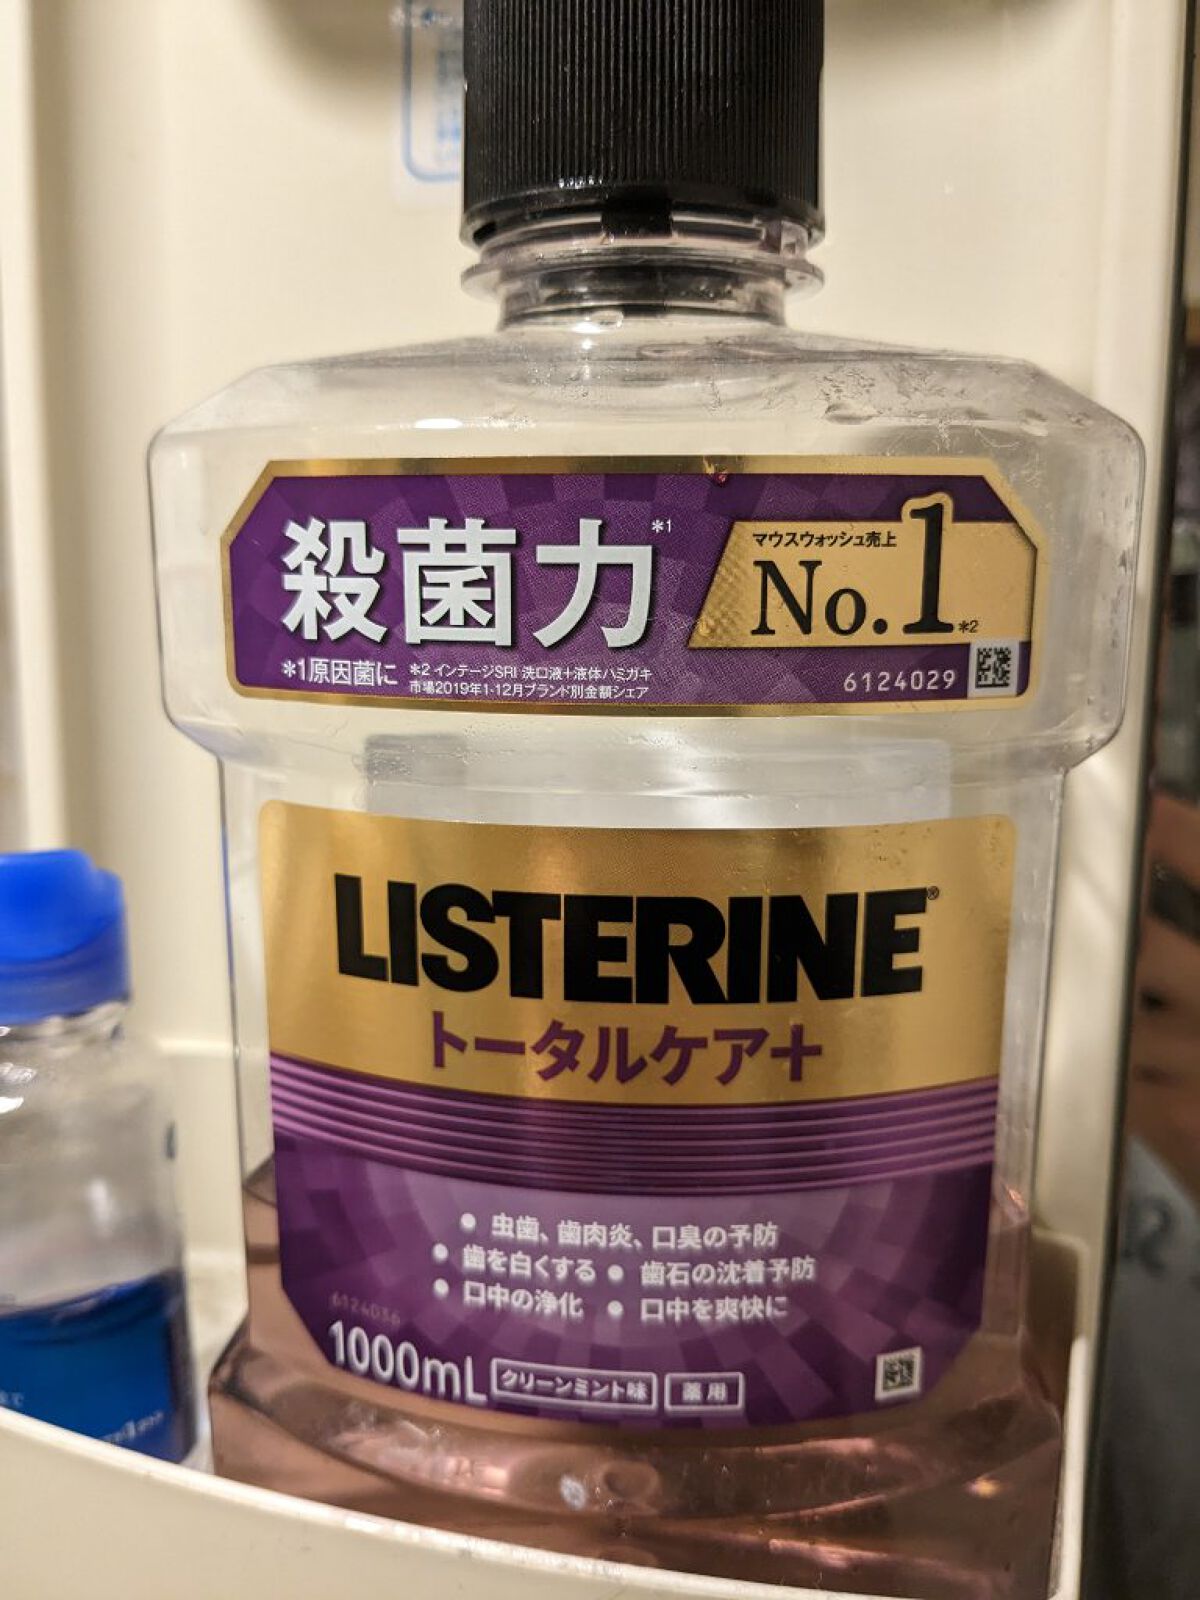 殺菌力*1
マウスウォッシュ売上
No.1*2
*1原因菌に
*2 インテージSRI 洗口液+液体ハミガキ
市場2019年1-12月ブランド別金額シェア
6124029
LISTERINE®
トータルケア+
● 虫歯、歯肉炎、口臭の予防
● 歯を白くする ● 歯石の沈着予防
● 口中の浄化 ● 口中を爽快に
6124036
1000mL クリーンミント味 薬用